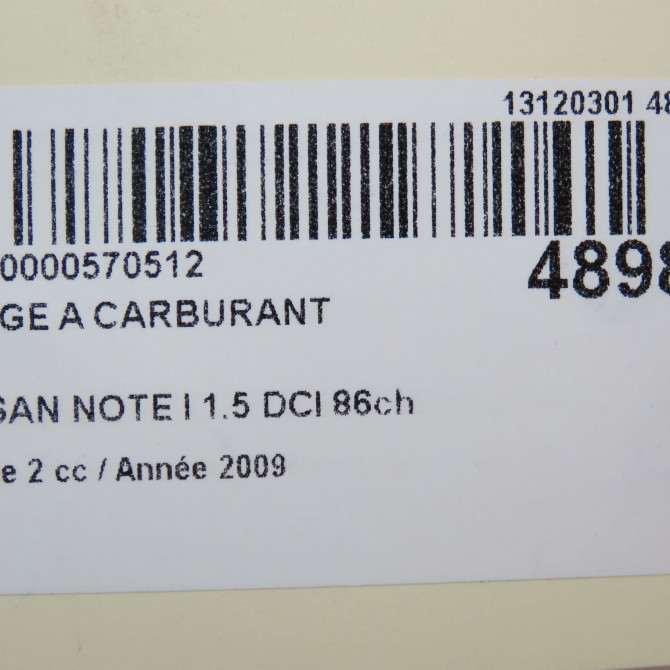 13120301 48
0000570512
4898
GE A CARBURANT
SAN NOTE I 1.5 DCI 86ch
e 2 cc / Année 2009